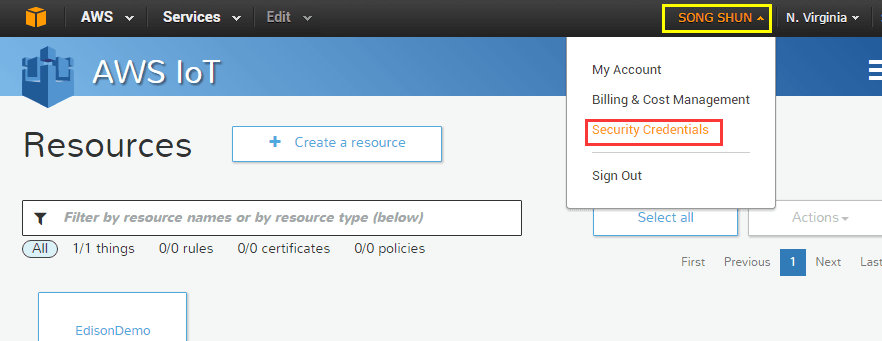 AWS Services Edit SONG SHUN N. Virginia
AWS IoT
My Account
Billing & Cost Management
Security Credentials
Sign Out
Resources
+ Create a resource
Filter by resource names or by resource type (below)
Select all Actions
All 1/1 things 0/0 rules 0/0 certificates 0/0 policies
First Previous 1 Next Last
EdisonDemo